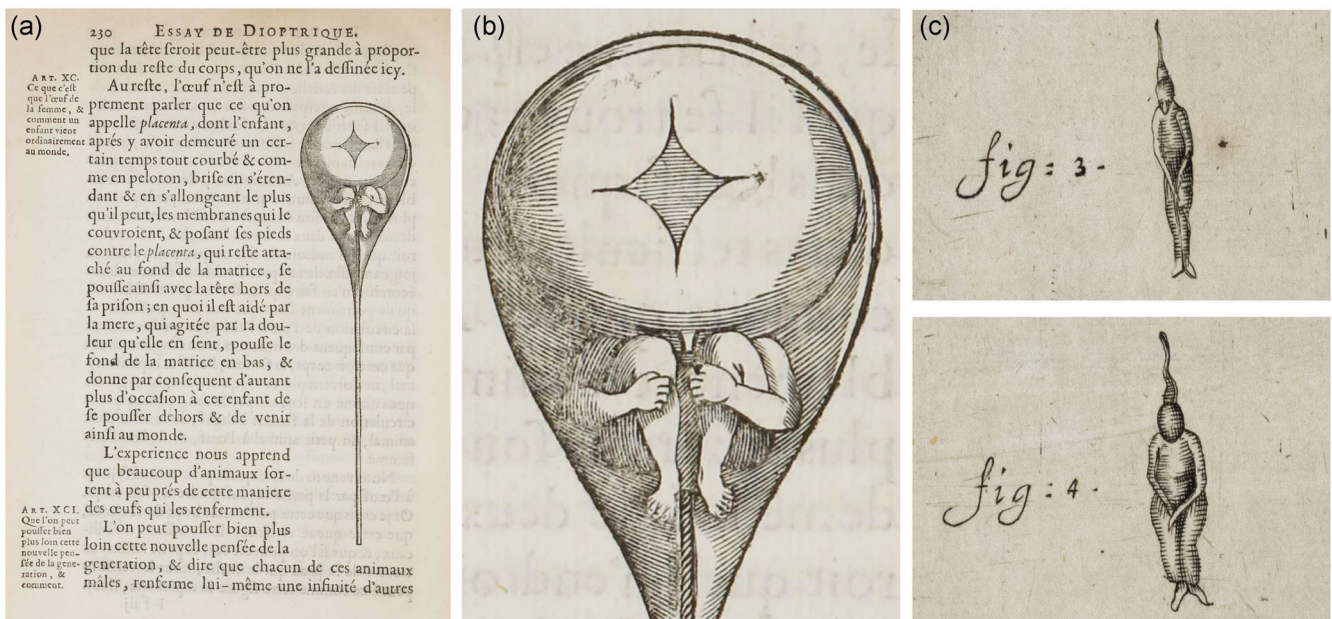 (a)
230 ESSAY DE DIOPTRIQUE.
que la tête ſeroit peut-être plus grande à propor-
tion du reſte du corps, qu'on ne l'a deſſinée icy.
ART. XC.
Ce que c'eſt
que l'œuf de
la femme, &
comment un
enfant vient
ordinairement
au monde.
Au reſte, l'œuf n'eſt à pro-
prement parler que ce qu'on
appelle placenta, dont l'enfant,
aprés y avoir demeuré un cer-
tain temps tout courbé & com-
me en peloton, briſe en s'éten-
dant & en s'allongeant le plus
qu'il peut, les membranes qui le
couvroient, & poſant ſes pieds
contre le placenta, qui reſte atta-
ché au fond de la matrice, ſe
pouſſe ainſi avec la tête hors de
ſa priſon ; en quoi il eſt aidé par
la mere, qui agitée par la dou-
leur qu'elle en ſent, pouſſe le
fond de la matrice en bas, &
donne par conſequent d'autant
plus d'occaſion à cet enfant de
ſe pouſſer dehors & de venir
ainſi au monde.
L'experience nous apprend
que beaucoup d'animaux ſor-
tent à peu prés de cette maniere
des œufs qui les renferment.
ART. XCI.
Que l'on peut
pouſſer bien
plus loin cette
nouvelle pen-
ſée de la gene-
ration, &
comment.
L'on peut pouſſer bien plus
loin cette nouvelle penſée de la
generation, & dire que chacun de ces animaux
mâles, renferme lui-même une infinité d'autres
(b)
(c)
fig : 3 -
fig : 4 -